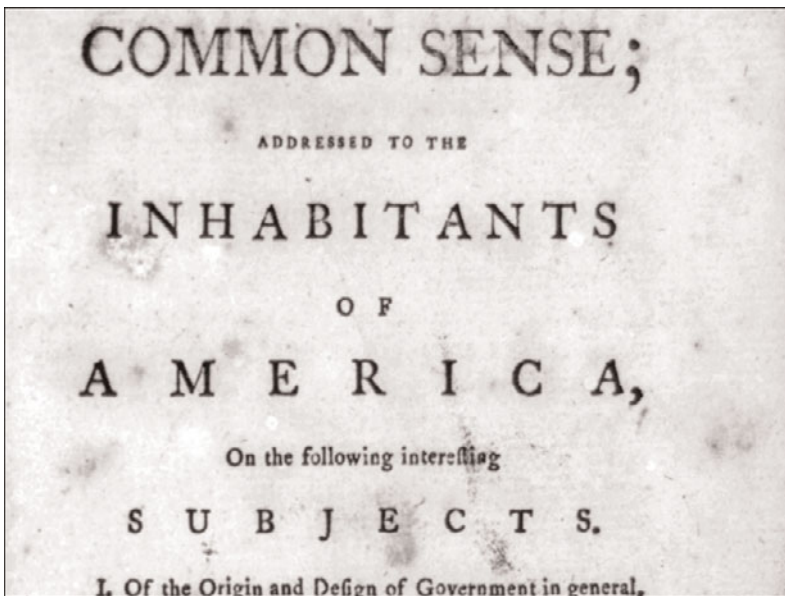 COMMON SENSE;
ADDRESSED TO THE
INHABITANTS
OF
AMERICA,
On the following intereſting
SUBJECTS.
I. Of the Origin and Deſign of Government in general,